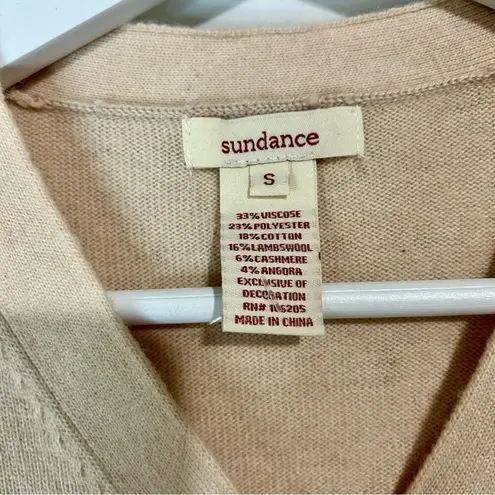 sundance
S
33% VISCOSE
23% POLYESTER
18% COTTON
16% LAMBSWOOL
6% CASHMERE
4% ANGORA
EXCLUSIVE OF
DECORATION
RN#
MADE IN CHINA